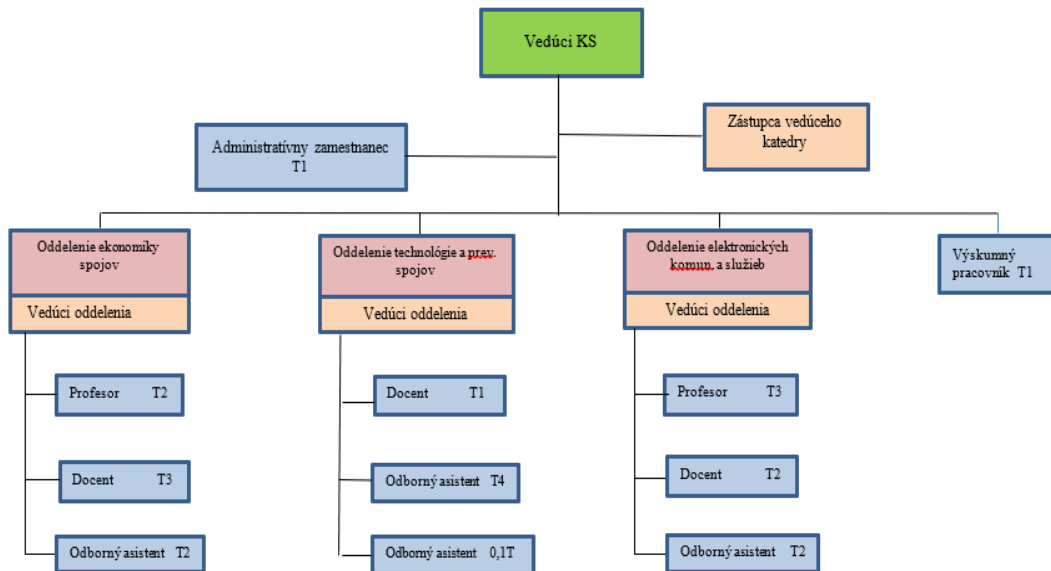 Vedúci KS
Zástupca vedúceho
katedry
Administratívny zamestnanec
T1
Oddelenie ekonomiky
spojov
Vedúci oddelenia
Profesor T2
Docent T3
Odborný asistent T2
Oddelenie technológie a prev.
spojov
Vedúci oddelenia
Docent T1
Odborný asistent T4
Odborný asistent 0,1T
Oddelenie elektronických
komun. a služieb
Vedúci oddelenia
Profesor T3
Docent T2
Odborný asistent T2
Výskumný
pracovník T1